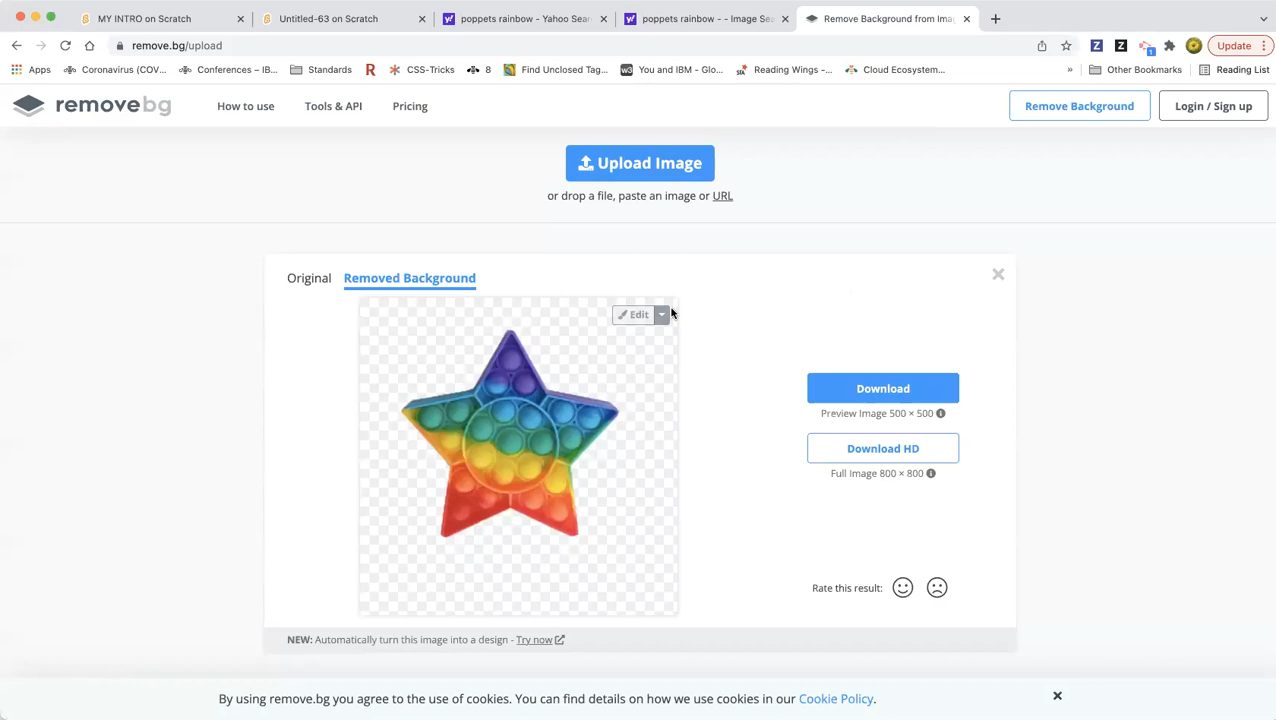 MY INTRO on Scratch
Untitled-63 on Scratch
poppets rainbow - Yahoo Sear
poppets rainbow - - Image Sea
Remove Background from Imag
remove.bg/upload
1
Update
Apps
Coronavirus (COV...
Conferences – IB...
Standards
R
CSS-Tricks
8
Find Unclosed Tag...
w3
You and IBM - Glo...
Reading Wings -...
Cloud Ecosystem...
»
Other Bookmarks
Reading List
removebg
How to use
Tools & API
Pricing
Remove Background
Login / Sign up
Upload Image
or drop a file, paste an image or URL
Original
Removed Background
Edit
Download
Preview Image 500 × 500
Download HD
Full Image 800 × 800
Rate this result:
NEW: Automatically turn this image into a design - Try now
By using remove.bg you agree to the use of cookies. You can find details on how we use cookies in our Cookie Policy.